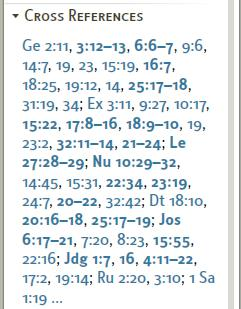 Cross References
Ge 2:11, 3:12–13, 6:6–7, 9:6,
14:7, 19, 23, 15:19, 16:7,
18:25, 19:12, 14, 25:17–18,
31:19, 34; Ex 3:11, 9:27, 10:17,
15:22, 17:8–16, 18:9–10, 19,
23:2, 32:11–14, 21–24; Le
27:28–29; Nu 10:29–32,
14:45, 15:31, 22:34, 23:19,
24:7, 20–22, 32:42; Dt 18:10,
20:16–18, 25:17–19; Jos
6:17–21, 7:20, 8:23, 15:55,
22:16; Jdg 1:7, 16, 4:11–22,
17:2, 19:14; Ru 2:20, 3:10; 1 Sa
1:19 ...